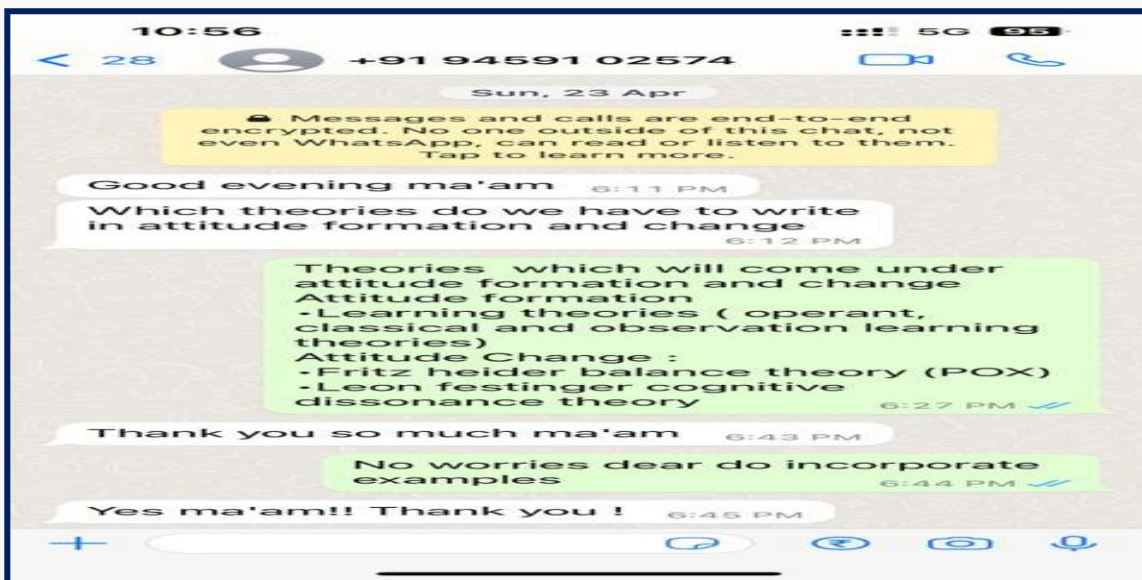 10:56
5G 95
28 +91 94591 02574
Sun, 23 Apr
Messages and calls are end-to-end
encrypted. No one outside of this chat, not
even WhatsApp, can read or listen to them.
Tap to learn more.
Good evening ma'am 6:11 PM
Which theories do we have to write
in attitude formation and change
6:12 PM
Theories which will come under
attitude formation and change
Attitude formation
•Learning theories ( operant,
classical and observation learning
theories)
Attitude Change :
•Fritz heider balance theory (POX)
•Leon festinger cognitive
dissonance theory 6:27 PM
Thank you so much ma'am 6:43 PM
No worries dear do incorporate
examples 6:44 PM
Yes ma'am!! Thank you ! 6:45 PM
₹